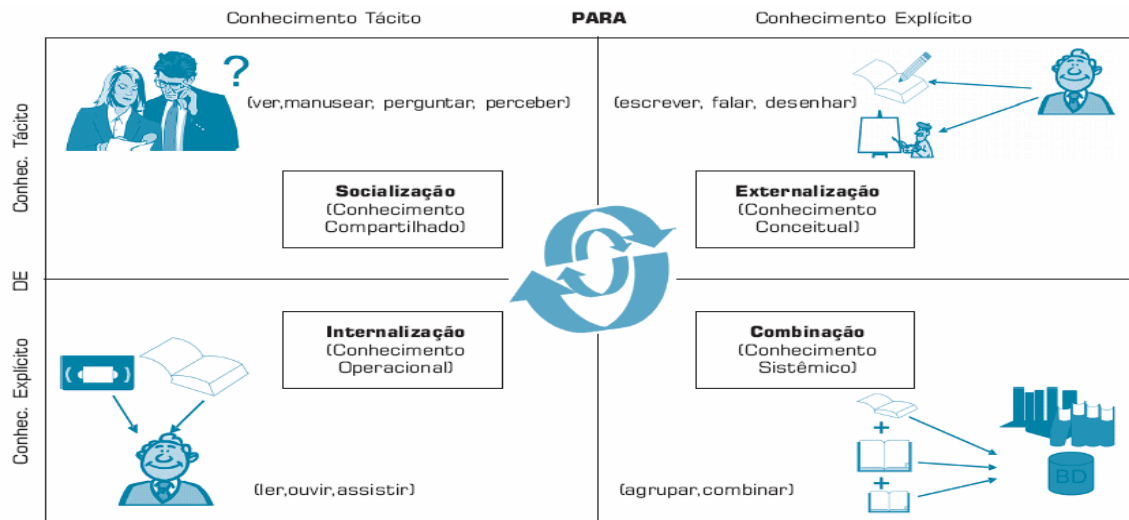 Conhecimento Tácito
PARA
Conhecimento Explícito
Conhec. Tácito
?
(ver,manusear, perguntar, perceber)
(escrever, falar, desenhar)
Socialização
(Conhecimento
Compartilhado)
Externalização
(Conhecimento
Conceitual)
DE
Conhec. Explícito
Internalização
(Conhecimento
Operacional)
Combinação
(Conhecimento
Sistêmico)
+
+
BD
(ler,ouvir,assistir)
(agrupar,combinar)